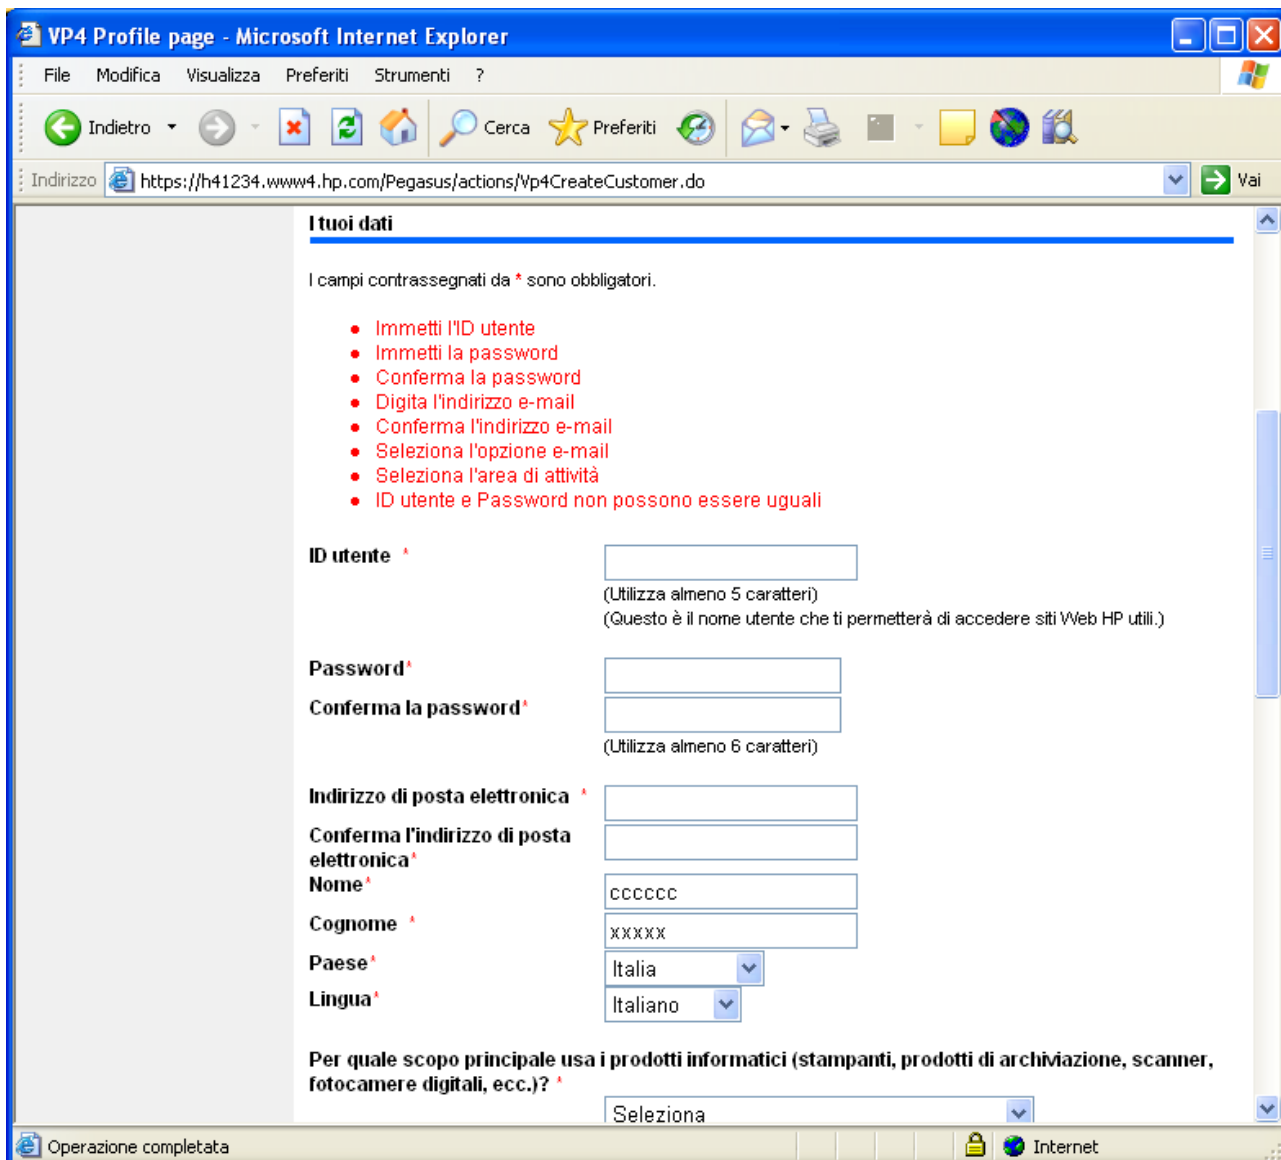 VP4 Profile page - Microsoft Internet Explorer
File Modifica Visualizza Preferiti Strumenti ?
Indietro Cerca Preferiti
Indirizzo https://h41234.www4.hp.com/Pegasus/actions/Vp4CreateCustomer.do Vai
I tuoi dati
I campi contrassegnati da * sono obbligatori.
• Immetti l'ID utente
• Immetti la password
• Conferma la password
• Digita l'indirizzo e-mail
• Conferma l'indirizzo e-mail
• Seleziona l'opzione e-mail
• Seleziona l'area di attività
• ID utente e Password non possono essere uguali
ID utente *
(Utilizza almeno 5 caratteri)
(Questo è il nome utente che ti permetterà di accedere siti Web HP utili.)
Password*
Conferma la password*
(Utilizza almeno 6 caratteri)
Indirizzo di posta elettronica *
Conferma l'indirizzo di posta
elettronica*
Nome* cccccc
Cognome * xxxxx
Paese* Italia
Lingua* Italiano
Per quale scopo principale usa i prodotti informatici (stampanti, prodotti di archiviazione, scanner,
fotocamere digitali, ecc.)? *
Seleziona
Operazione completata Internet